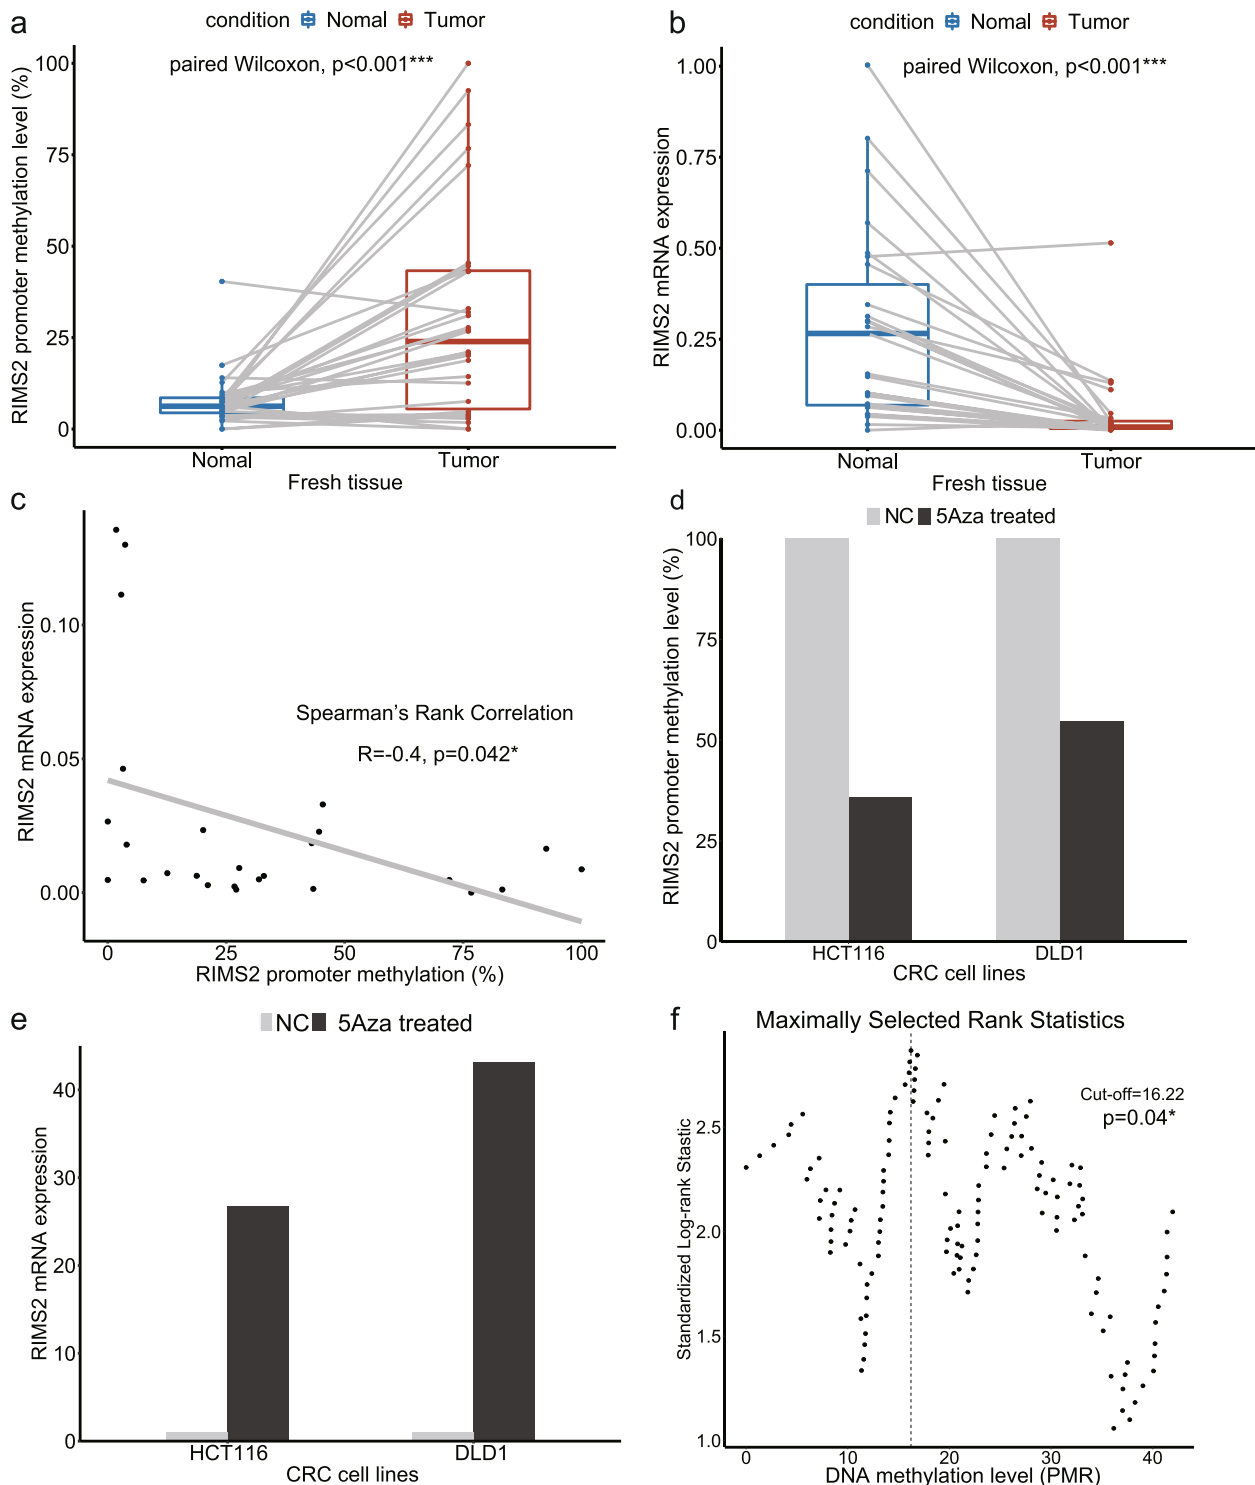 a
condition Nomal Tumor
paired Wilcoxon, p<0.001***
RIMS2 promoter methylation level (%)
100
75
50
25
0
Nomal Tumor
Fresh tissue
b
condition Nomal Tumor
paired Wilcoxon, p<0.001***
RIMS2 mRNA expression
1.00
0.75
0.50
0.25
0.00
Nomal Tumor
Fresh tissue
c
RIMS2 mRNA expression
0.10
0.05
0.00
Spearman's Rank Correlation
R=-0.4, p=0.042*
0 25 50 75 100
RIMS2 promoter methylation (%)
d
NC 5Aza treated
RIMS2 promoter methylation level (%)
100
75
50
25
0
HCT116 DLD1
CRC cell lines
e
NC 5Aza treated
RIMS2 mRNA expression
40
30
20
10
0
HCT116 DLD1
CRC cell lines
f
Maximally Selected Rank Statistics
Cut-off=16.22
p=0.04*
Standardized Log-rank Stastic
2.5
2.0
1.5
1.0
0 10 20 30 40
DNA methylation level (PMR)